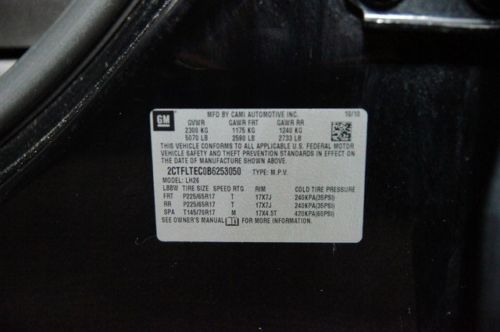 GM
MFD BY CAMI AUTOMOTIVE INC. 10/10
GVWR GAWR FRT GAWR RR
2300 KG 1175 KG 1240 KG
5070 LB 2590 LB 2733 LB
THIS VEHICLE CONFORMS TO ALL APPLICABLE U.S. FEDERAL MOTOR
VEHICLE SAFETY, BUMPER, AND THEFT PREVENTION STANDARDS IN
EFFECT ON THE DATE OF MANUFACTURE SHOWN ABOVE.
2CTFLTEC0B6253050 TYPE: M.P.V.
MODEL: LH26
TIRE SIZE SPEED RTG RIM COLD TIRE PRESSURE
FRT P225/65R17 T 17X7J 240KPA(35PSI)
RR P225/65R17 T 17X7J 240KPA(35PSI)
SPA T145/70R17 M 17X4.5T 420KPA(60PSI)
SEE OWNER'S MANUAL FOR MORE INFORMATION.